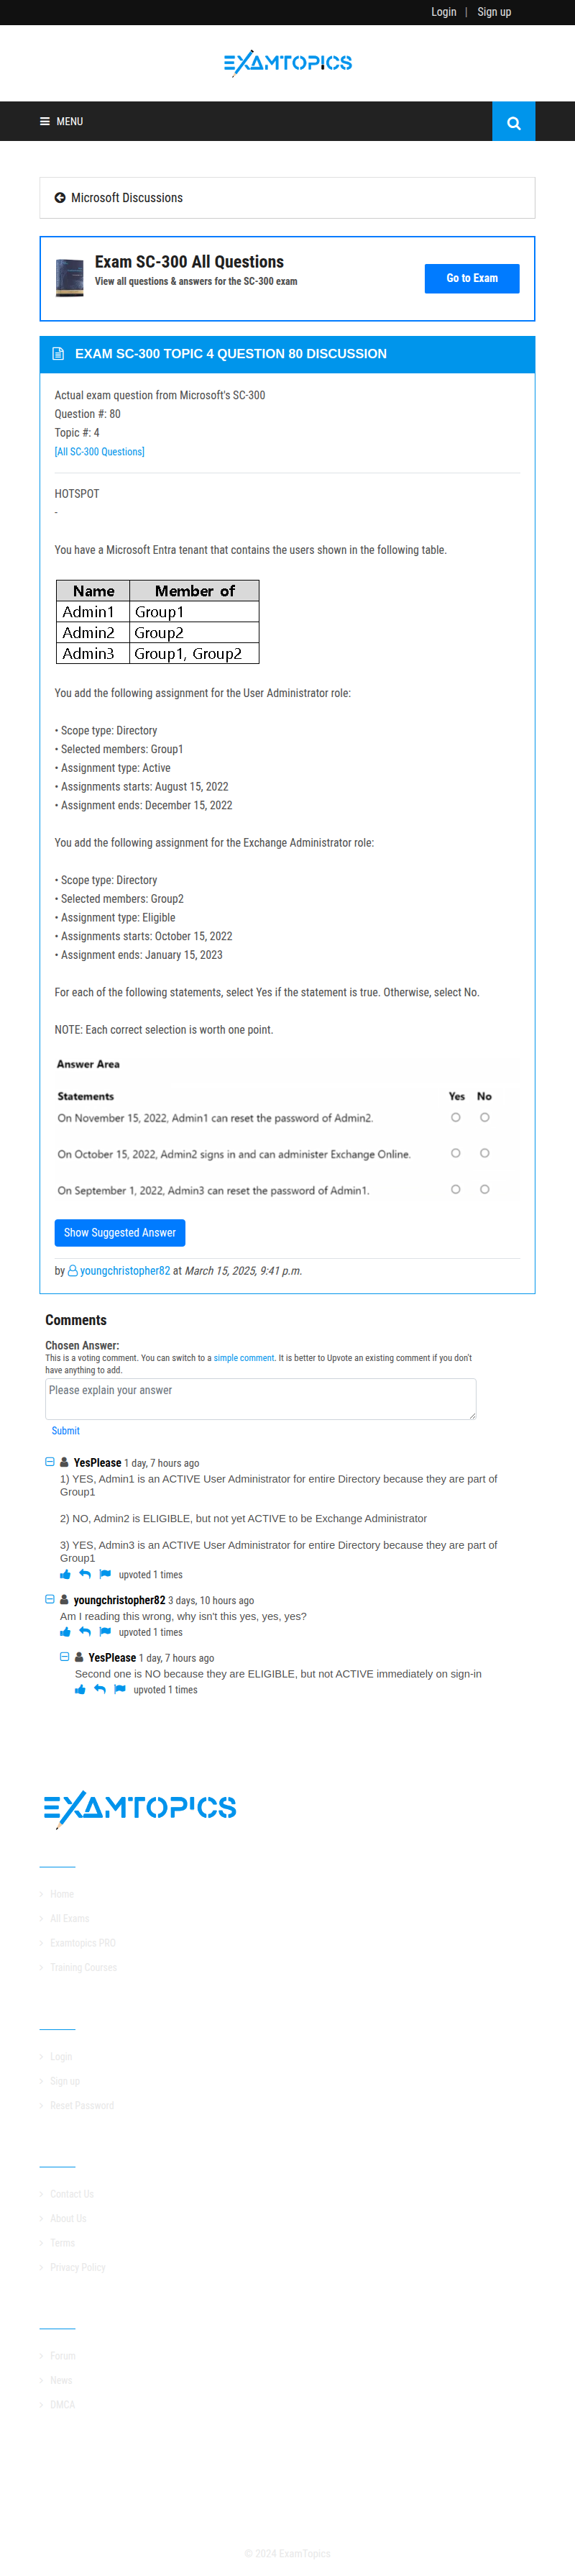 Login | Sign up
EXAMTOPICS
MENU
Microsoft Discussions
Exam SC-300 All Questions
View all questions & answers for the SC-300 exam
Go to Exam
EXAM SC-300 TOPIC 4 QUESTION 80 DISCUSSION
Actual exam question from Microsoft's SC-300
Question #: 80
Topic #: 4
[All SC-300 Questions]
HOTSPOT
-
You have a Microsoft Entra tenant that contains the users shown in the following table.
Name Member of
Admin1 Group1
Admin2 Group2
Admin3 Group1, Group2
You add the following assignment for the User Administrator role:
• Scope type: Directory
• Selected members: Group1
• Assignment type: Active
• Assignments starts: August 15, 2022
• Assignment ends: December 15, 2022
You add the following assignment for the Exchange Administrator role:
• Scope type: Directory
• Selected members: Group2
• Assignment type: Eligible
• Assignments starts: October 15, 2022
• Assignment ends: January 15, 2023
For each of the following statements, select Yes if the statement is true. Otherwise, select No.
NOTE: Each correct selection is worth one point.
Answer Area
Statements Yes No
On November 15, 2022, Admin1 can reset the password of Admin2.
On October 15, 2022, Admin2 signs in and can administer Exchange Online.
On September 1, 2022, Admin3 can reset the password of Admin1.
Show Suggested Answer
by youngchristopher82 at March 15, 2025, 9:41 p.m.
Comments
Chosen Answer:
This is a voting comment. You can switch to a simple comment. It is better to Upvote an existing comment if you don't
have anything to add.
Please explain your answer
Submit
YesPlease 1 day, 7 hours ago
1) YES, Admin1 is an ACTIVE User Administrator for entire Directory because they are part of
Group1
2) NO, Admin2 is ELIGIBLE, but not yet ACTIVE to be Exchange Administrator
3) YES, Admin3 is an ACTIVE User Administrator for entire Directory because they are part of
Group1
upvoted 1 times
youngchristopher82 3 days, 10 hours ago
Am I reading this wrong, why isn't this yes, yes, yes?
upvoted 1 times
YesPlease 1 day, 7 hours ago
Second one is NO because they are ELIGIBLE, but not ACTIVE immediately on sign-in
upvoted 1 times
EXAMTOPICS
Home
All Exams
Examtopics PRO
Training Courses
Login
Sign up
Reset Password
Contact Us
About Us
Terms
Privacy Policy
Forum
News
DMCA
© 2024 ExamTopics